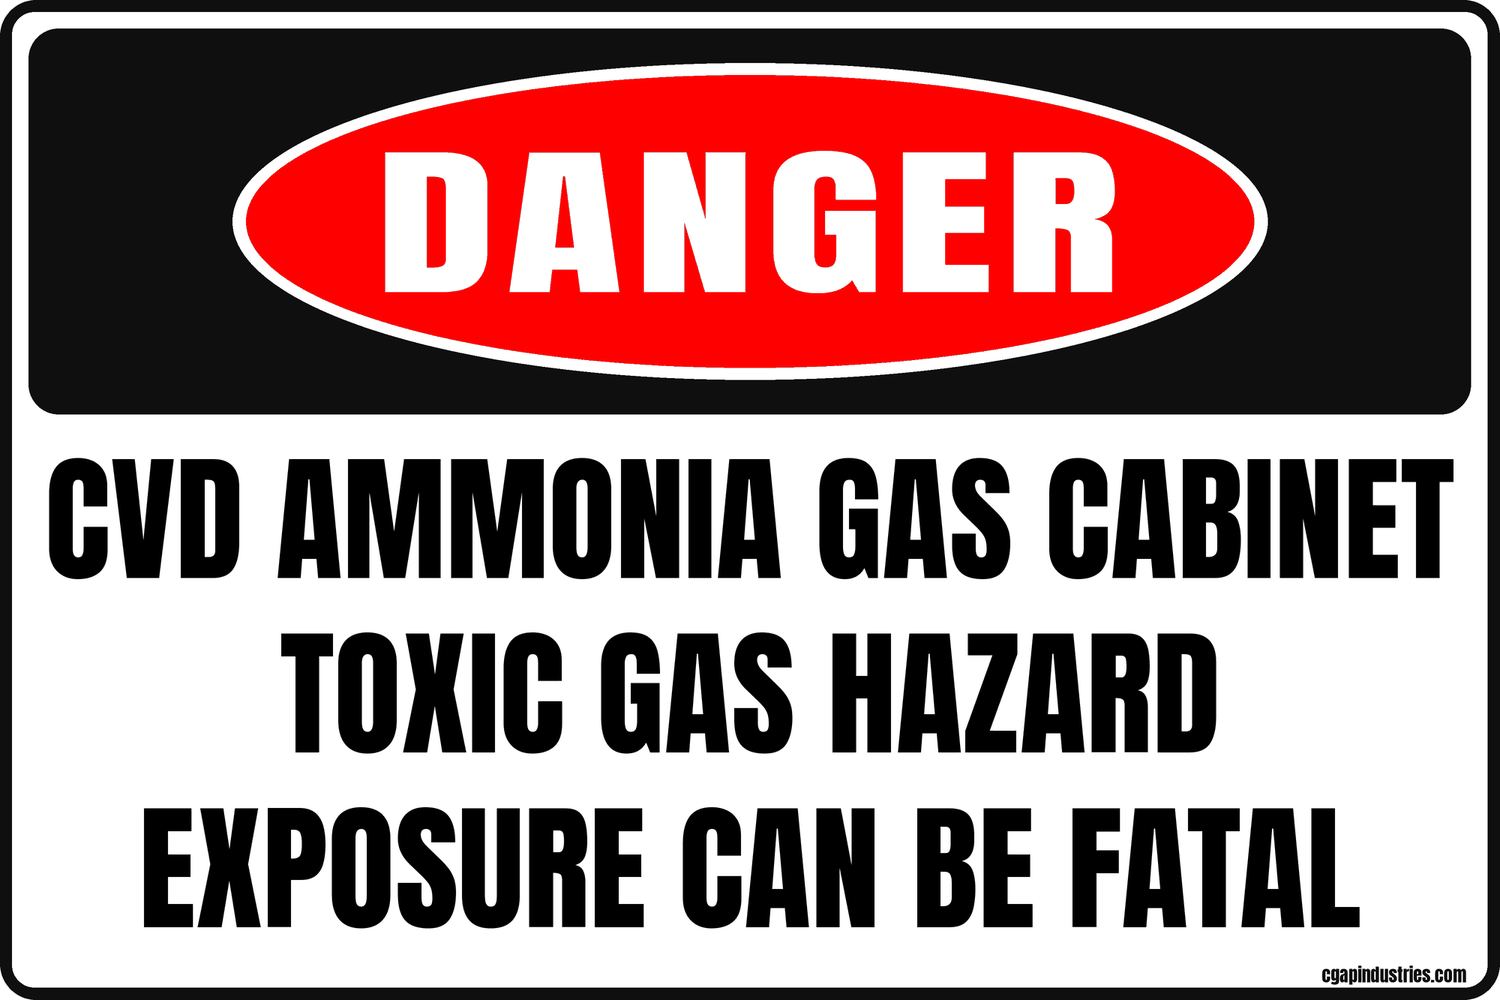 DANGER
CVD AMMONIA GAS CABINET
TOXIC GAS HAZARD
EXPOSURE CAN BE FATAL
cgapindustries.com